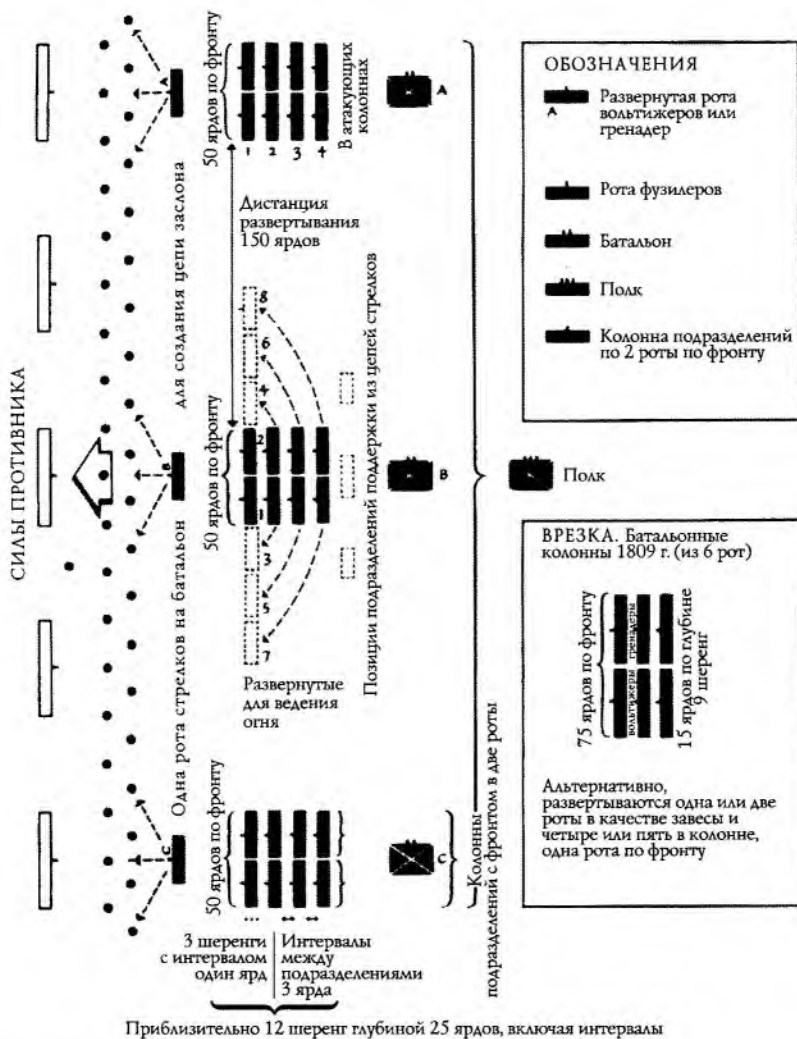 СИЛЫ ПРОТИВНИКА
Одна рота стрелков на батальон
для создания цепи заслона
A
50 ярдов по фронту
1 2 3 4
В атакующих
колоннах
A
Дистанция
развертывания
150 ярдов
8
6
4
2
B
50 ярдов по фронту
1
3
5
7
Развернутые
для ведения
огня
Позиции подразделений поддержки из цепей стрелков
B
Полк
C
50 ярдов по фронту
C
Колонны
подразделений с фронтом в две роты
3 шеренги
с интервалом
один ярд
Интервалы
между
подразделениями
3 ярда
Приблизительно 12 шеренг глубиной 25 ярдов, включая интервалы
ОБОЗНАЧЕНИЯ
A
Развернутая рота
вольтижеров или
гренадер
Рота фузилеров
Батальон
Полк
Колонна подразделений
по 2 роты по фронту
ВРЕЗКА. Батальонные
колонны 1809 г. (из 6 рот)
75 ярдов по фронту
вольтижеры
гренадеры
15 ярдов по глубине
9 шеренг
Альтернативно,
развертываются одна или две
роты в качестве завесы и
четыре или пять в колонне,
одна рота по фронту